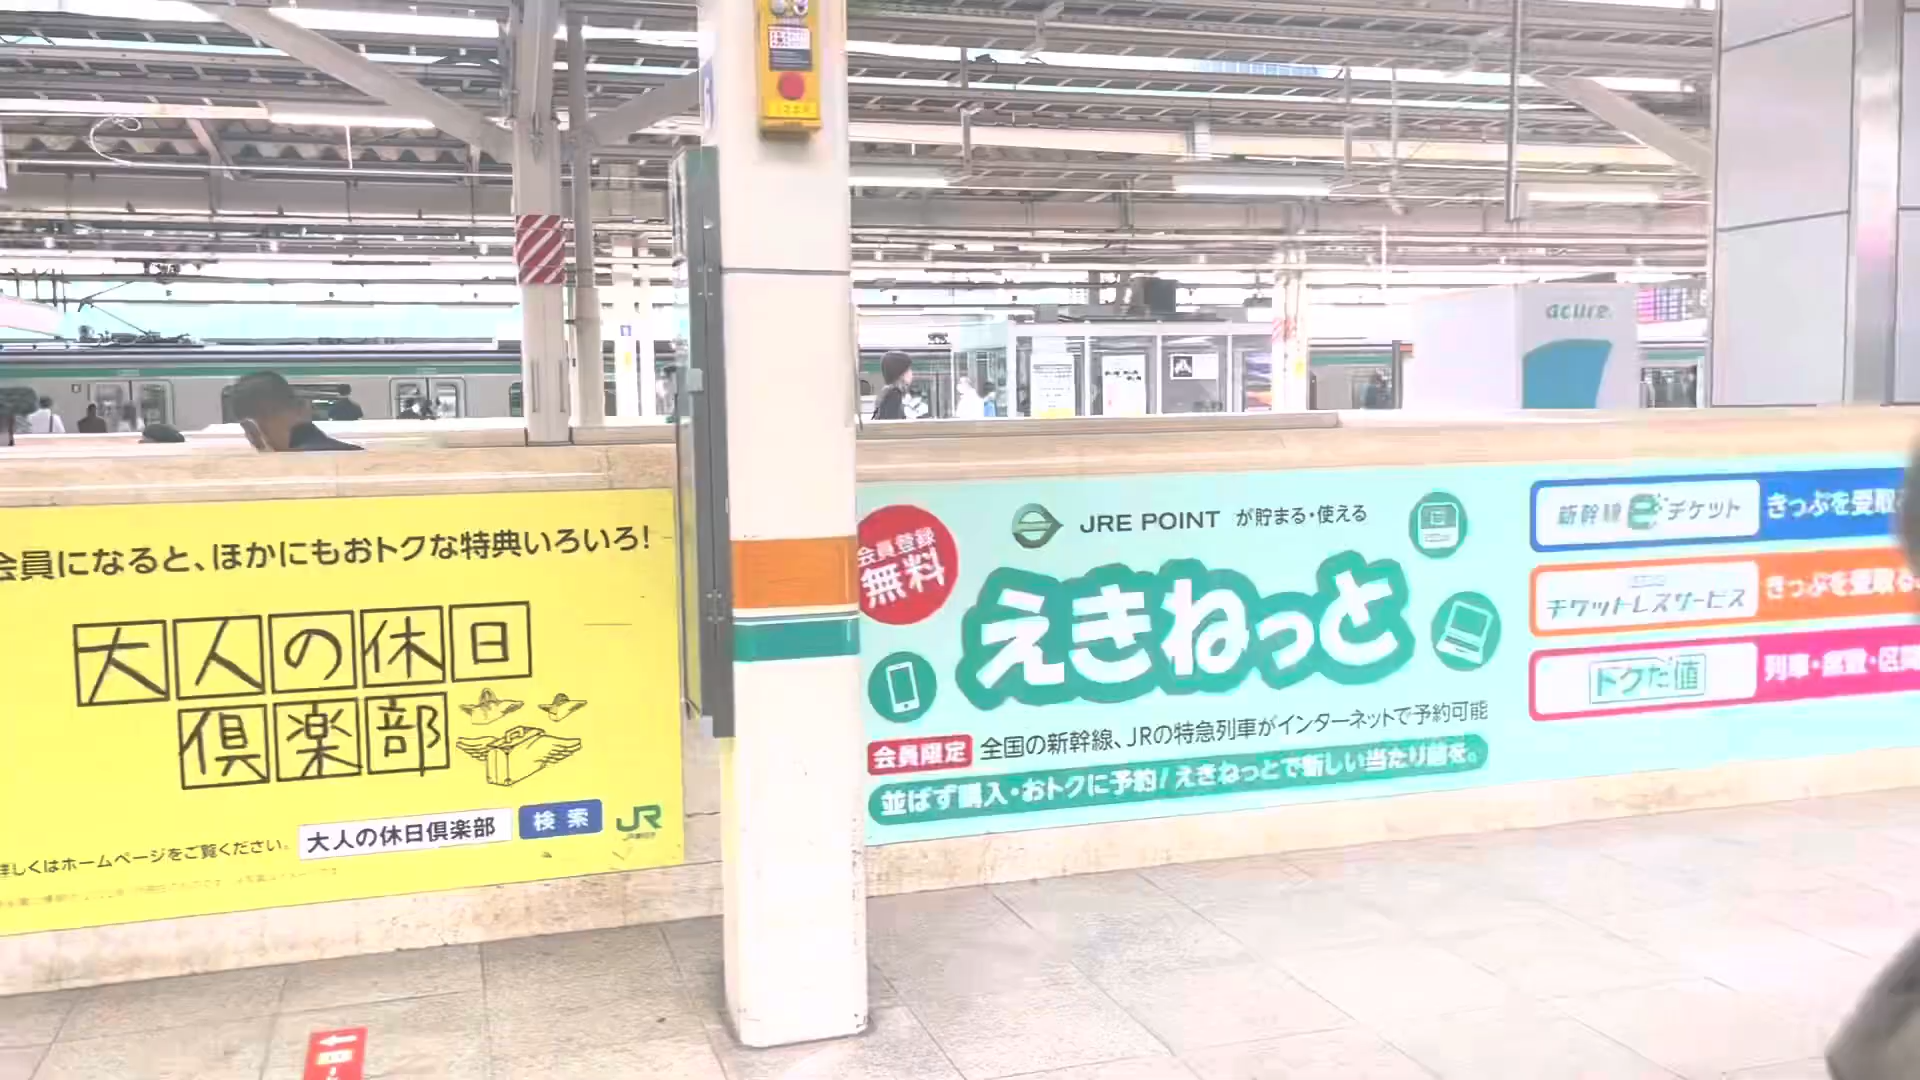 acure
会員になると、ほかにもおトクな特典いろいろ!
大人の休日
倶楽部
詳しくはホームページをご覧ください。
大人の休日倶楽部
検索
JR
会員登録
無料
JRE POINT が貯まる・使える
えきねっと
会員限定 全国の新幹線、JRの特急列車がインターネットで予約可能
並ばず購入・おトクに予約!えきねっとで新しい当たり前を。
新幹線eチケット きっぷを受取
チケットレスサービス きっぷを受取る
トクだ値 列車・座数・区間